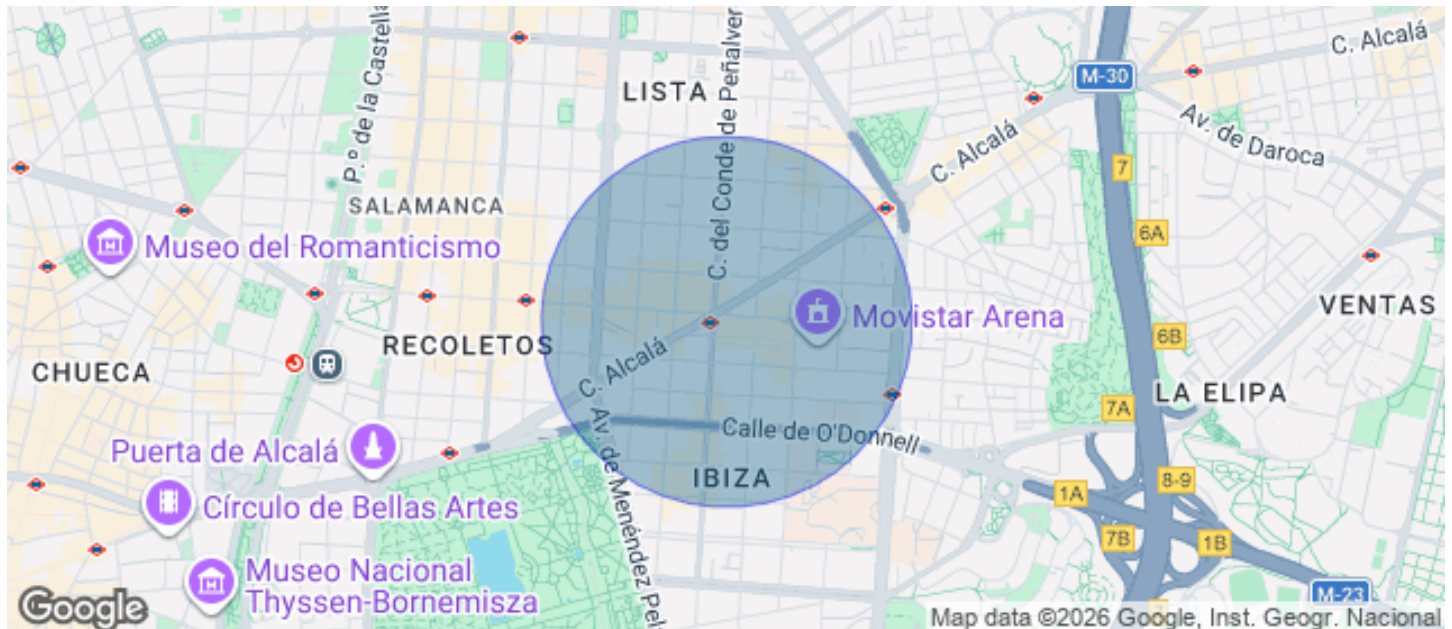 C. Alcalá
M-30
P.º de la Castell
LISTA
C. del Conde de Peñalver
7
Av. de Daroca
C. Alcalá
SALAMANCA
Museo del Romanticismo
6A
Movistar Arena
VENTAS
RECOLETOS
6B
CHUECA
C. Alcalá
LA ELIPA
7A
Puerta de Alcalá
Calle de O'Donnell
Av. de Menéndez Pel
IBIZA
8-9
1A
Círculo de Bellas Artes
7B
1B
Museo Nacional
Thyssen-Bornemisza
M-23
7
Google
Map data ©2026 Google, Inst. Geogr. Nacional